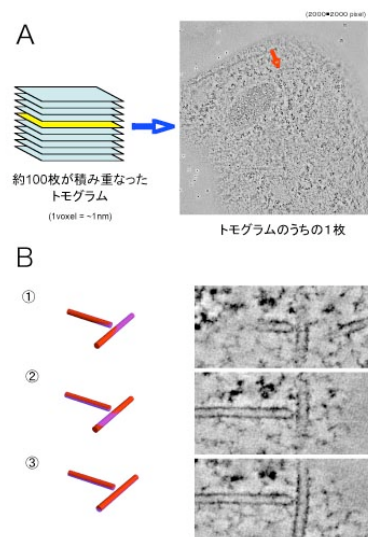 (2000*2000 pixel)
A
約100枚が積み重なった
トモグラム
(1voxel = ~1nm)
トモグラムのうちの1枚
B
①
②
③